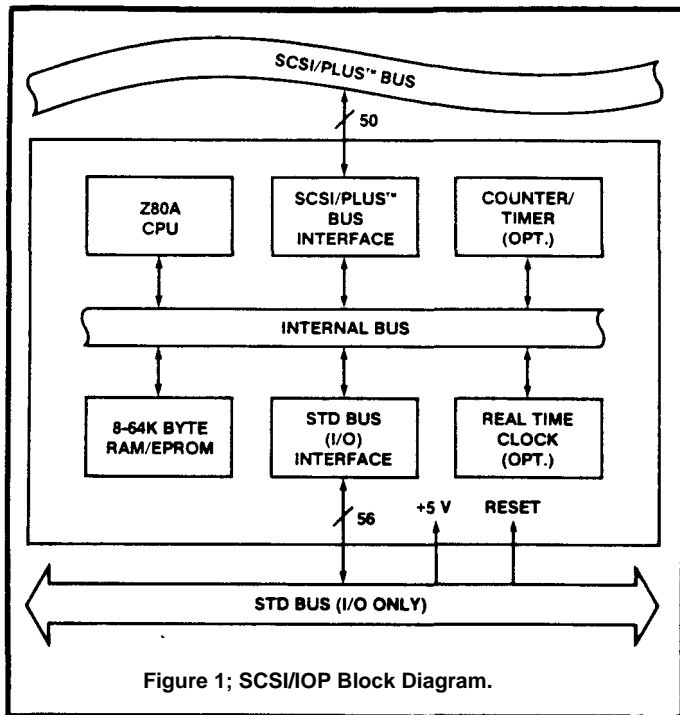 SCSI/PLUS™ BUS
50
Z80A
CPU
SCSI/PLUS™
BUS
INTERFACE
COUNTER/
TIMER
(OPT.)
INTERNAL BUS
8-64K BYTE
RAM/EPROM
STD BUS
(I/O)
INTERFACE
REAL TIME
CLOCK
(OPT.)
56
+5 V
RESET
STD BUS (I/O ONLY)
Figure 1; SCSI/IOP Block Diagram.